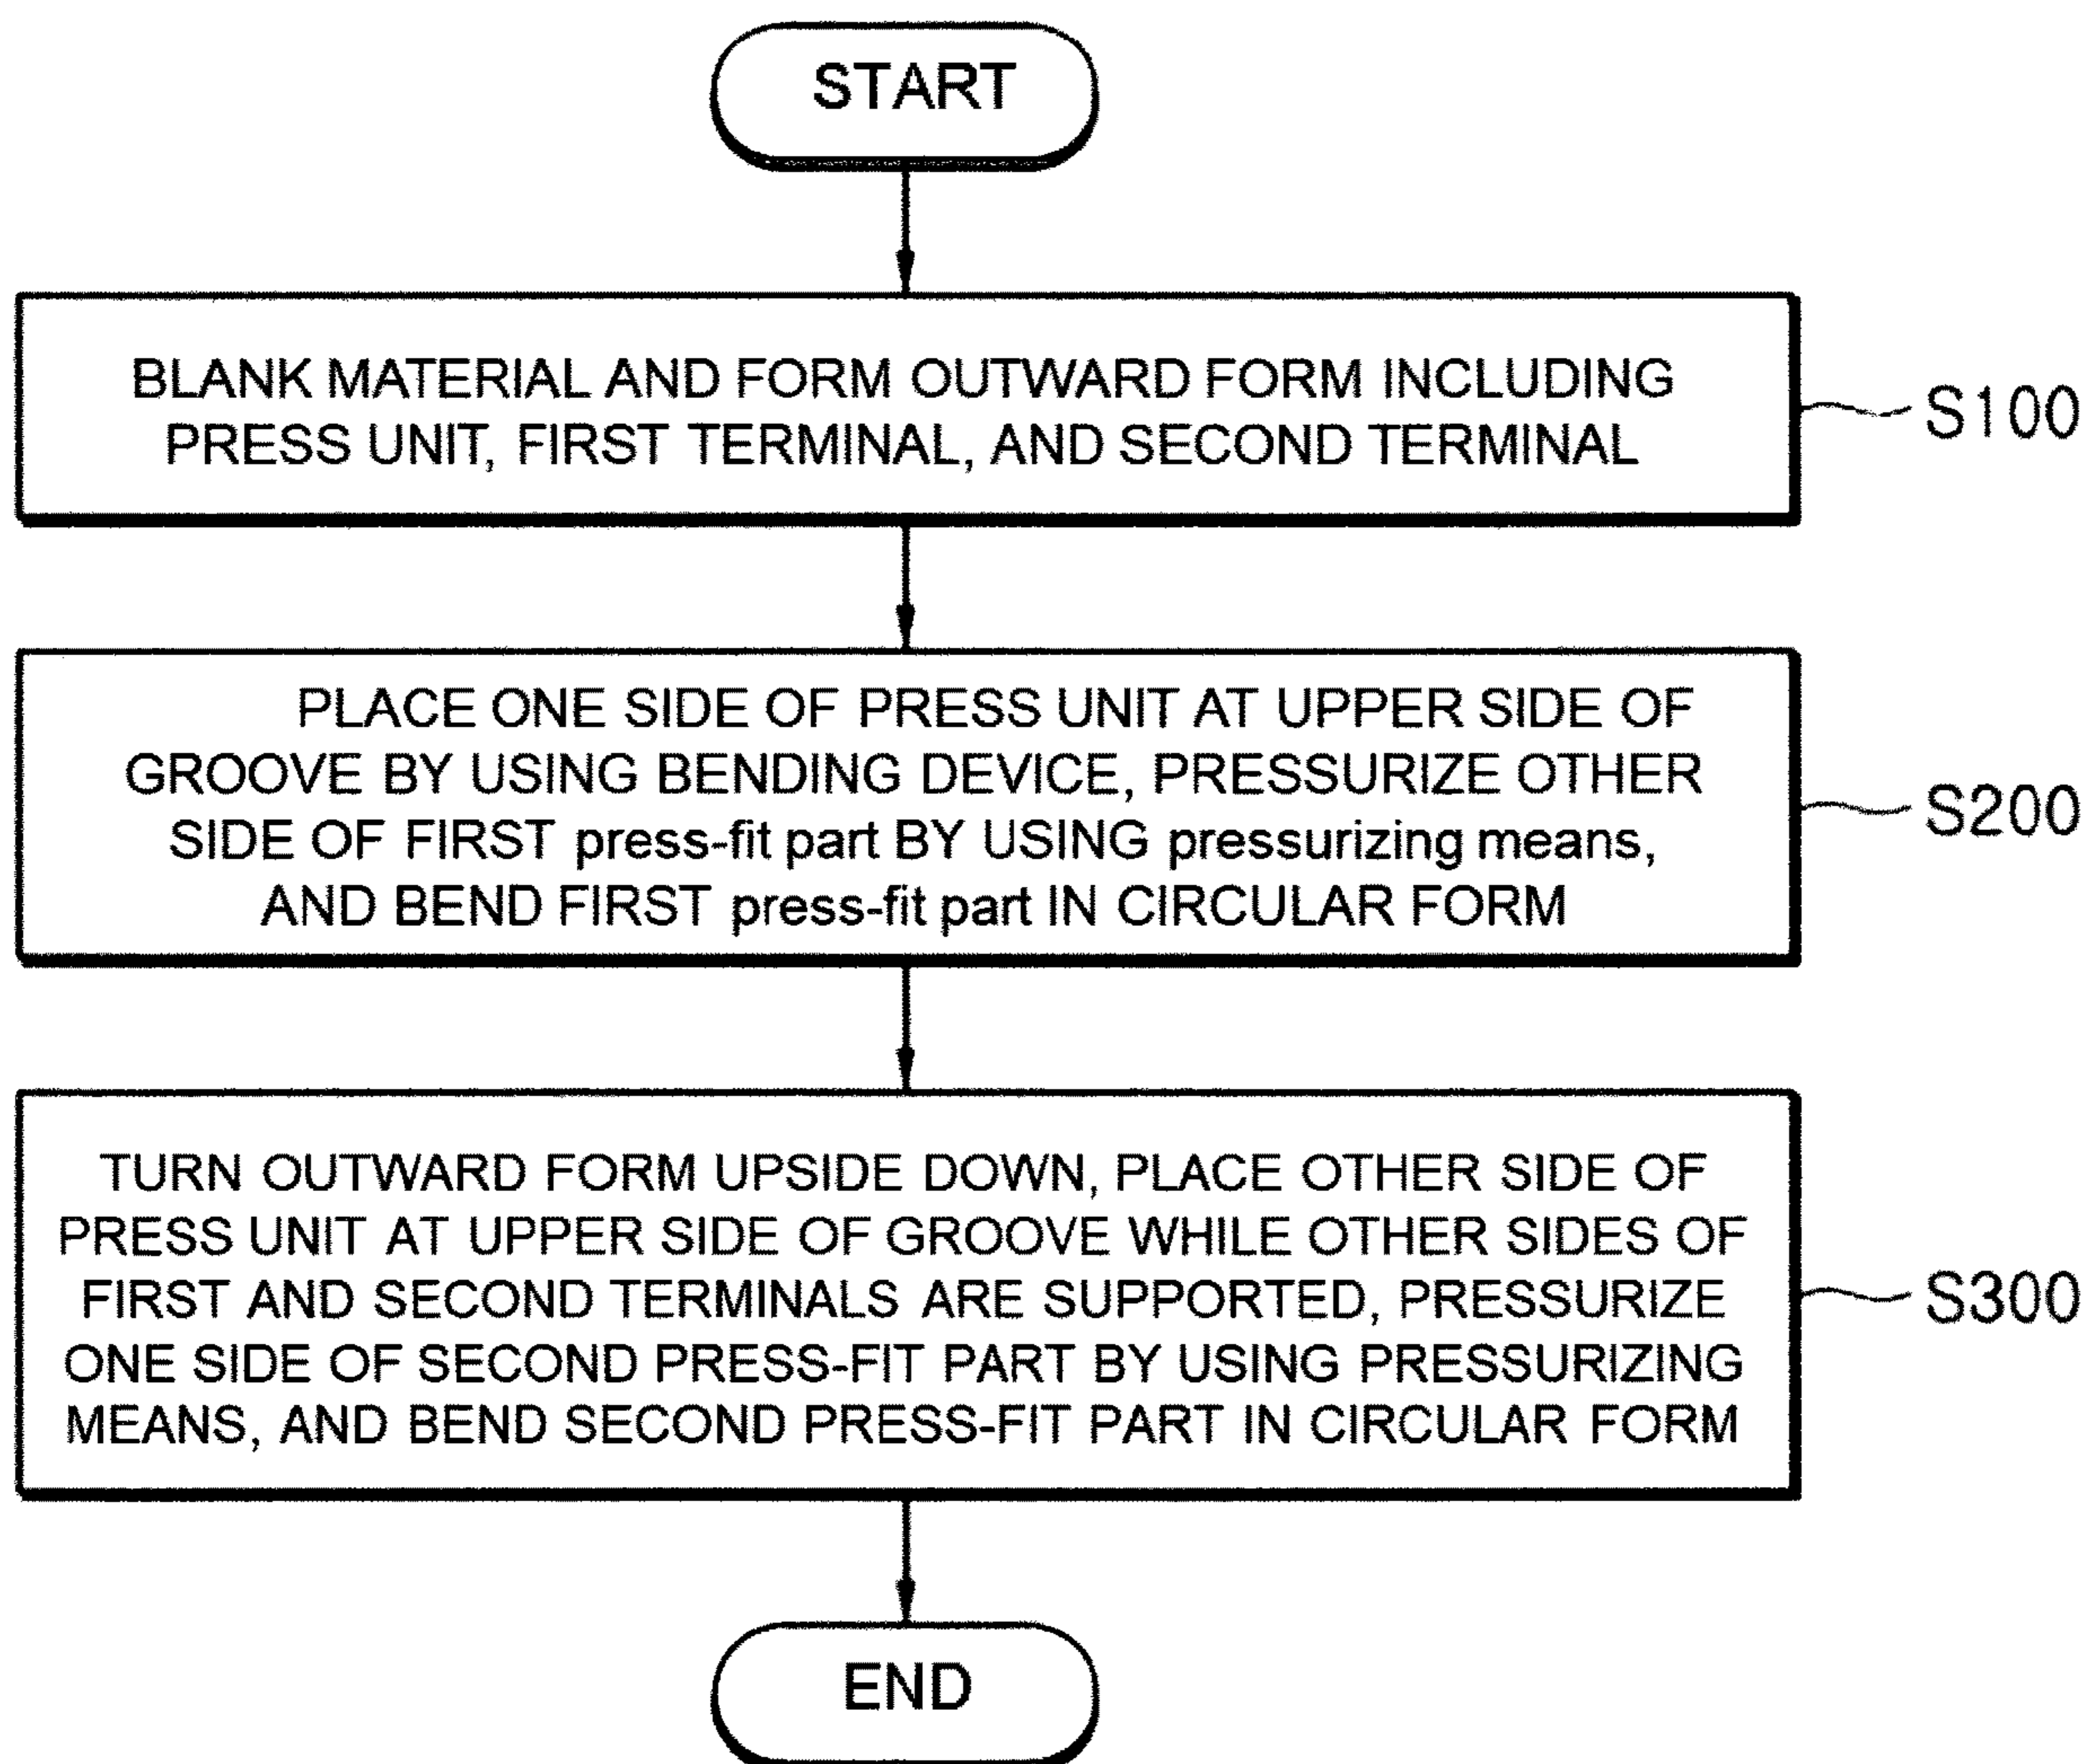 START
BLANK MATERIAL AND FORM OUTWARD FORM INCLUDING
PRESS UNIT, FIRST TERMINAL, AND SECOND TERMINAL
S100
PLACE ONE SIDE OF PRESS UNIT AT UPPER SIDE OF
GROOVE BY USING BENDING DEVICE, PRESSURIZE OTHER
SIDE OF FIRST press-fit part BY USING pressurizing means,
AND BEND FIRST press-fit part IN CIRCULAR FORM
S200
TURN OUTWARD FORM UPSIDE DOWN, PLACE OTHER SIDE OF
PRESS UNIT AT UPPER SIDE OF GROOVE WHILE OTHER SIDES OF
FIRST AND SECOND TERMINALS ARE SUPPORTED, PRESSURIZE
ONE SIDE OF SECOND PRESS-FIT PART BY USING PRESSURIZING
MEANS, AND BEND SECOND PRESS-FIT PART IN CIRCULAR FORM
S300
END